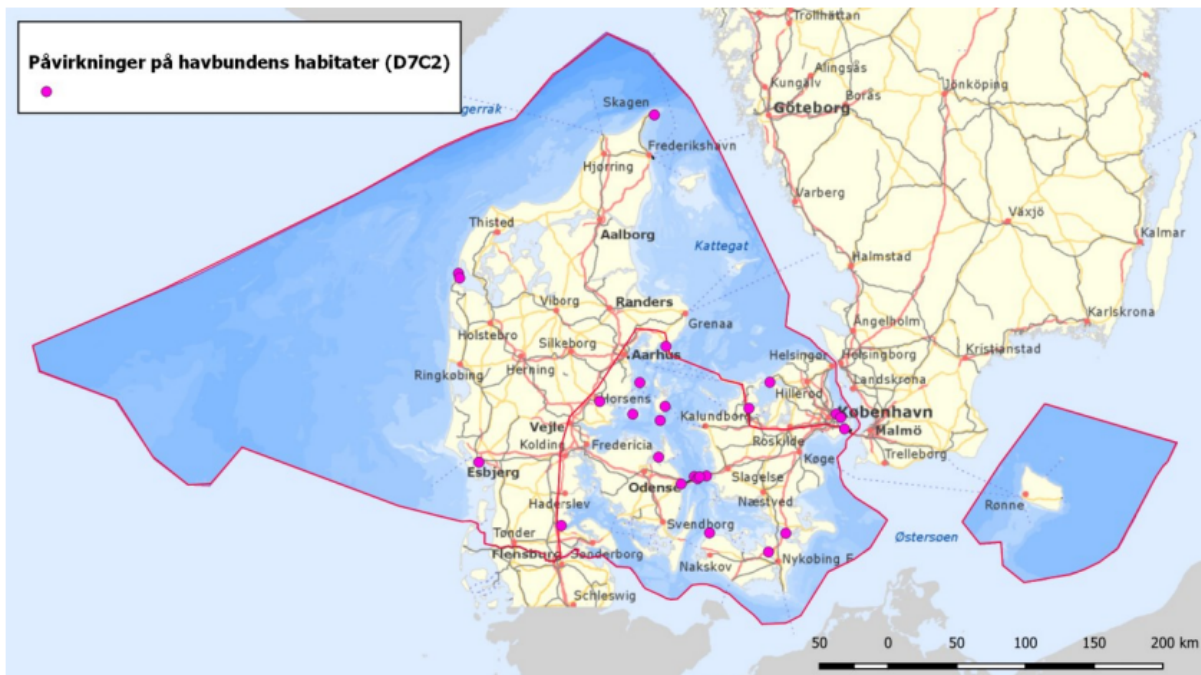 Påvirkninger på havbundens habitater (D7C2)
Trollhättan
Alingsås
Kungälv
Borås
Jönköping
Göteborg
Skagen
gerrak
Frederikshavn
Hjørring
Varberg
Växjö
Thisted
Aalborg
Kattegat
Kalmar
Halmstad
Viborg
Randers
Grenaa
Karlskrona
Holstebro
Ängelholm
Silkeborg
Aarhus
Helsingør
Helsingborg
Kristianstad
Ringkøbing
Herning
Landskrona
Hillerød
Horsens
Kalundborg
København
Vejle
Malmö
Kolding
Fredericia
Roskilde
Trelleborg
Køge
Esbjerg
Slagelse
Odense
Næstved
Haderslev
Rønne
Svendborg
Tønder
Østersøen
Flensburg
Sønderborg
Nakskov
Nykøbing F
Schleswig
50 0 50 100 150 200 km